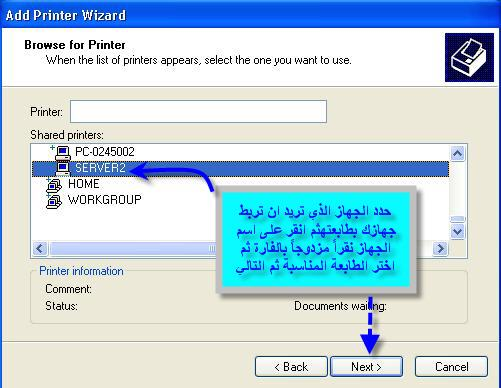 Add Printer Wizard
Browse for Printer
When the list of printers appears, select the one you want to use.
Printer:
Shared printers:
PC-0245002
SERVER2
HOME
WORKGROUP
حدد الجهاز الذي تريد ان تربط
جهازك بطابعتهثم انقر على اسم
الجهاز نقراً مزدوجاً بالفارة ثم
اختر الطابعة المناسبة ثم التالي
Printer information
Comment:
Status:
Documents waiting:
< Back
Next >
Cancel